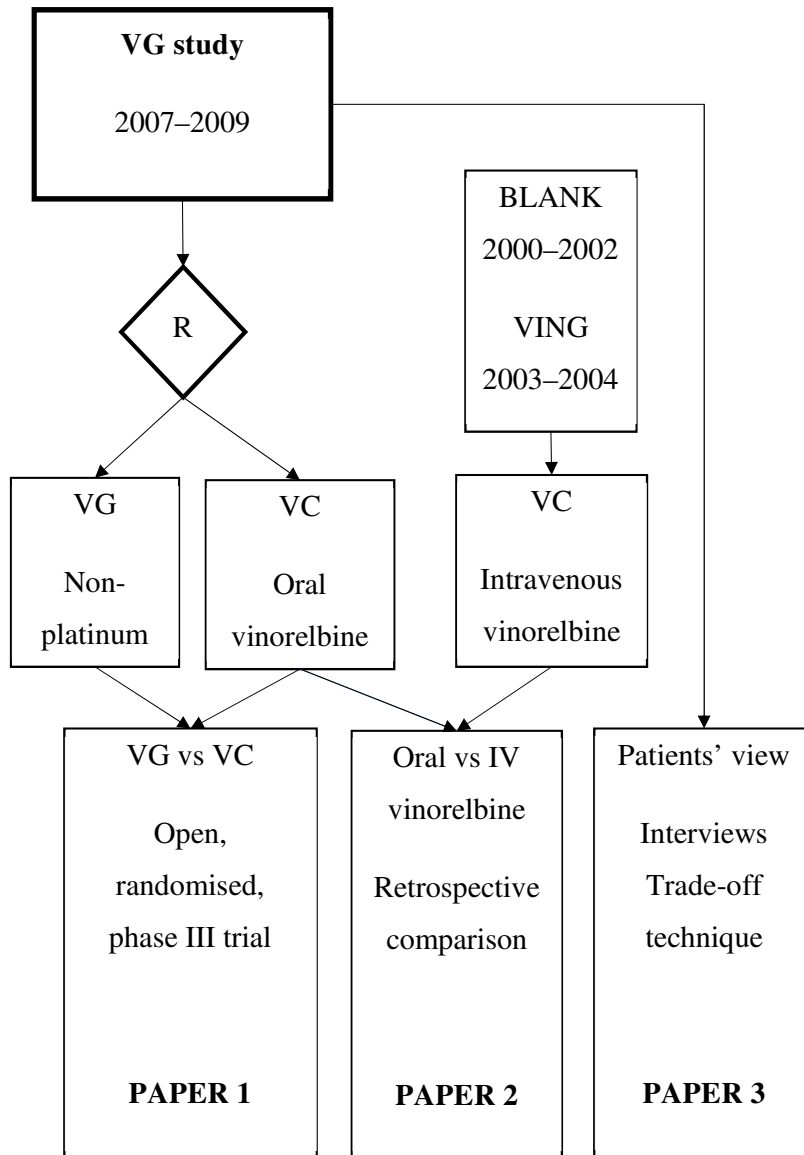 VG study
2007–2009
BLANK
2000–2002
VING
2003–2004
R
VG
Non-
platinum
VC
Oral
vinorelbine
VC
Intravenous
vinorelbine
VG vs VC
Open,
randomised,
phase III trial
PAPER 1
Oral vs IV
vinorelbine
Retrospective
comparison
PAPER 2
Patients’ view
Interviews
Trade-off
technique
PAPER 3